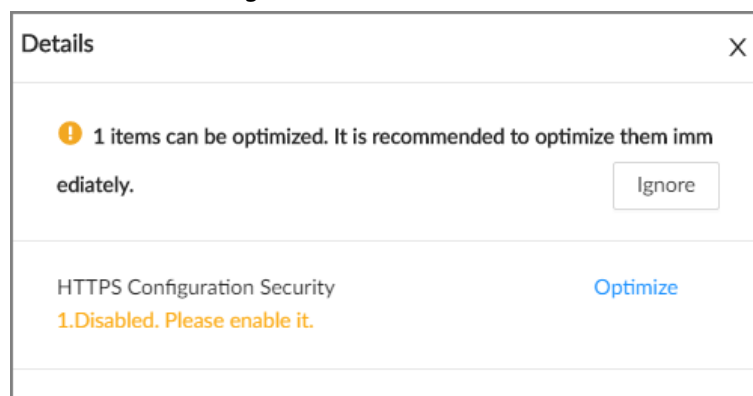 Details
X
1 items can be optimized. It is recommended to optimize them imm
ediately.
Ignore
HTTPS Configuration Security
Optimize
1.Disabled. Please enable it.